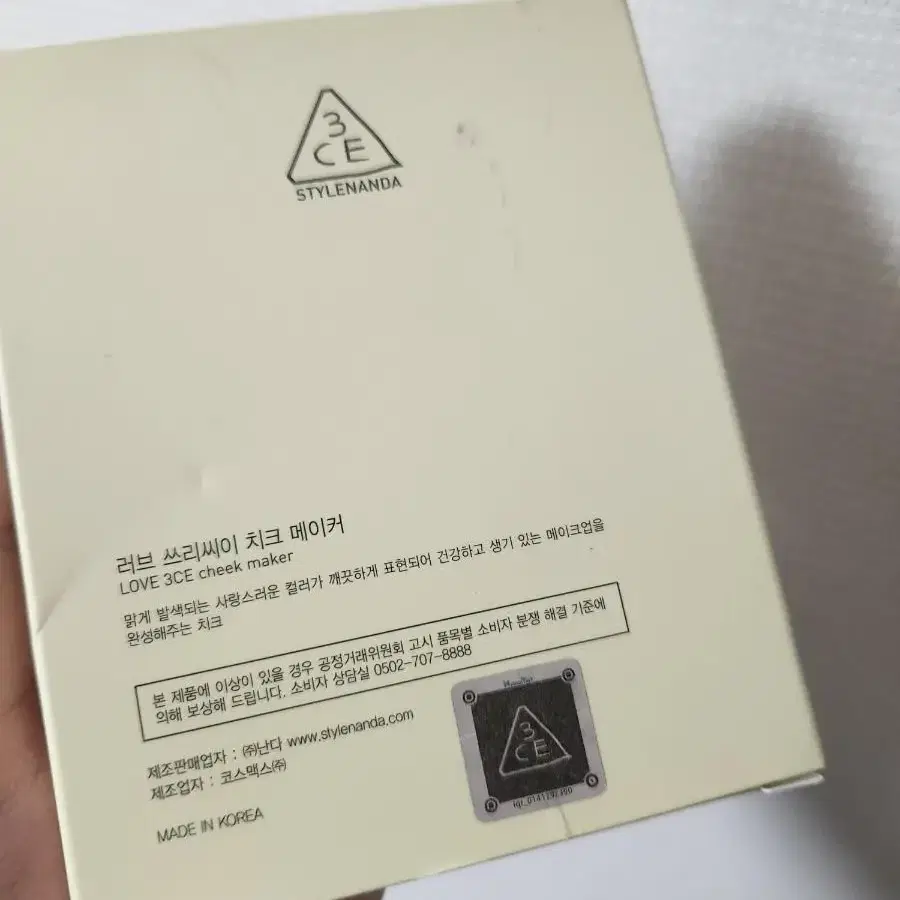 3
CE
STYLENANDA
러브 쓰리씨이 치크 메이커
LOVE 3CE cheek maker
맑게 발색되는 사랑스러운 컬러가 깨끗하게 표현되어 건강하고 생기 있는 메이크업을
완성해주는 치크
본 제품에 이상이 있을 경우 공정거래위원회 고시 품목별 소비자 분쟁 해결 기준에
의해 보상해 드립니다. 소비자 상담실 0502-707-8888
제조판매업자 : ㈜난다 www.stylenanda.com
제조업자 : 코스맥스㈜
MADE IN KOREA
3
CE